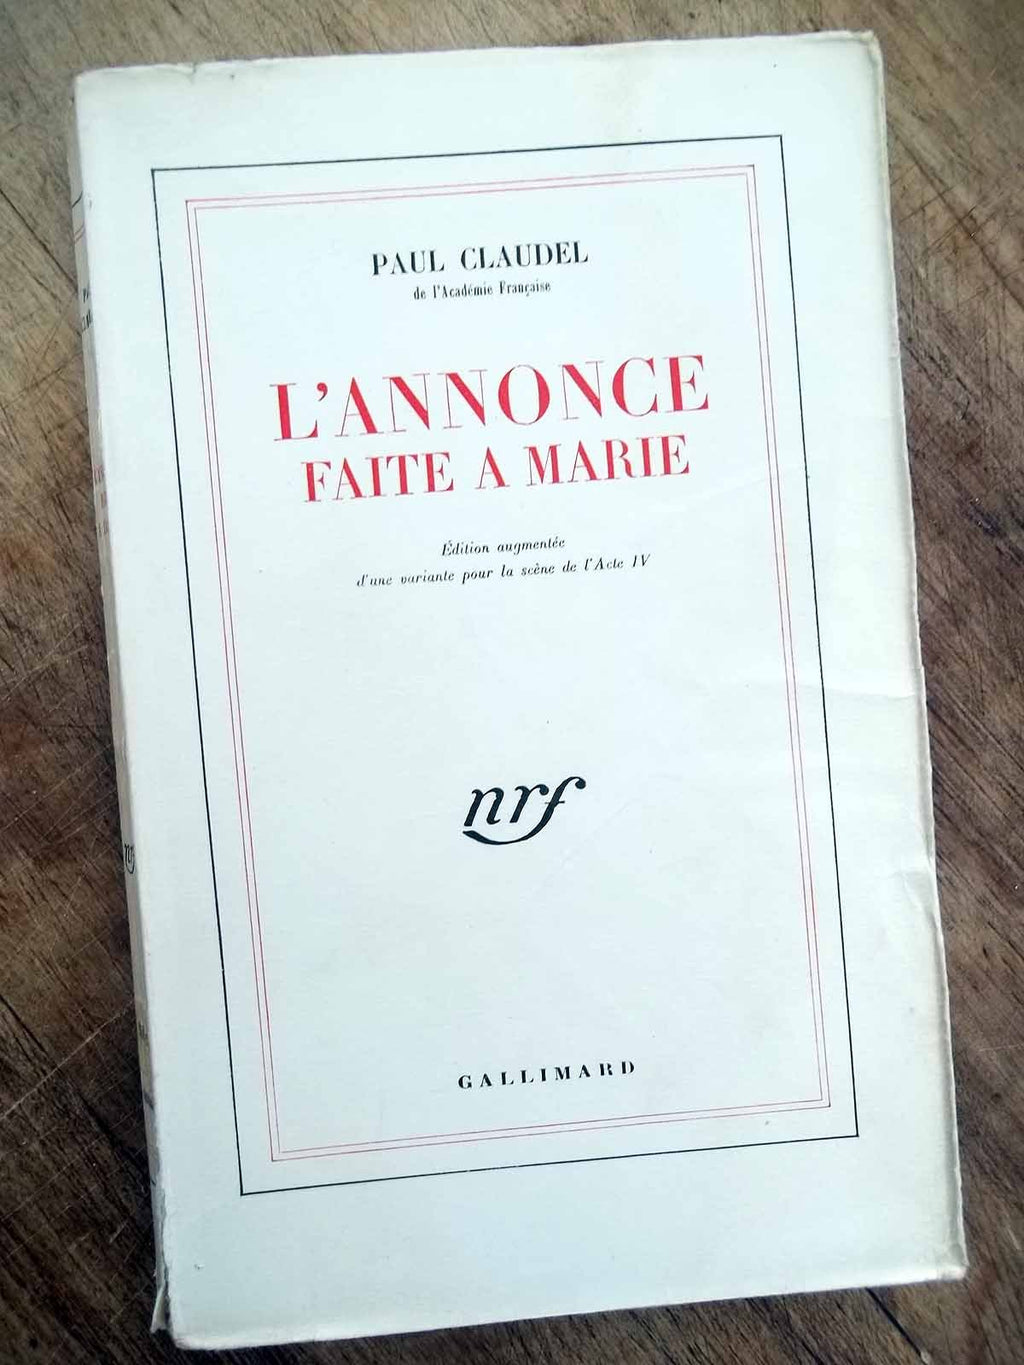 PAUL CLAUDEL
de l'Académie Française
L'ANNONCE
FAITE A MARIE
Édition augmentée
d'une variante pour la scène de l'Acte IV
nrf
GALLIMARD
nrf